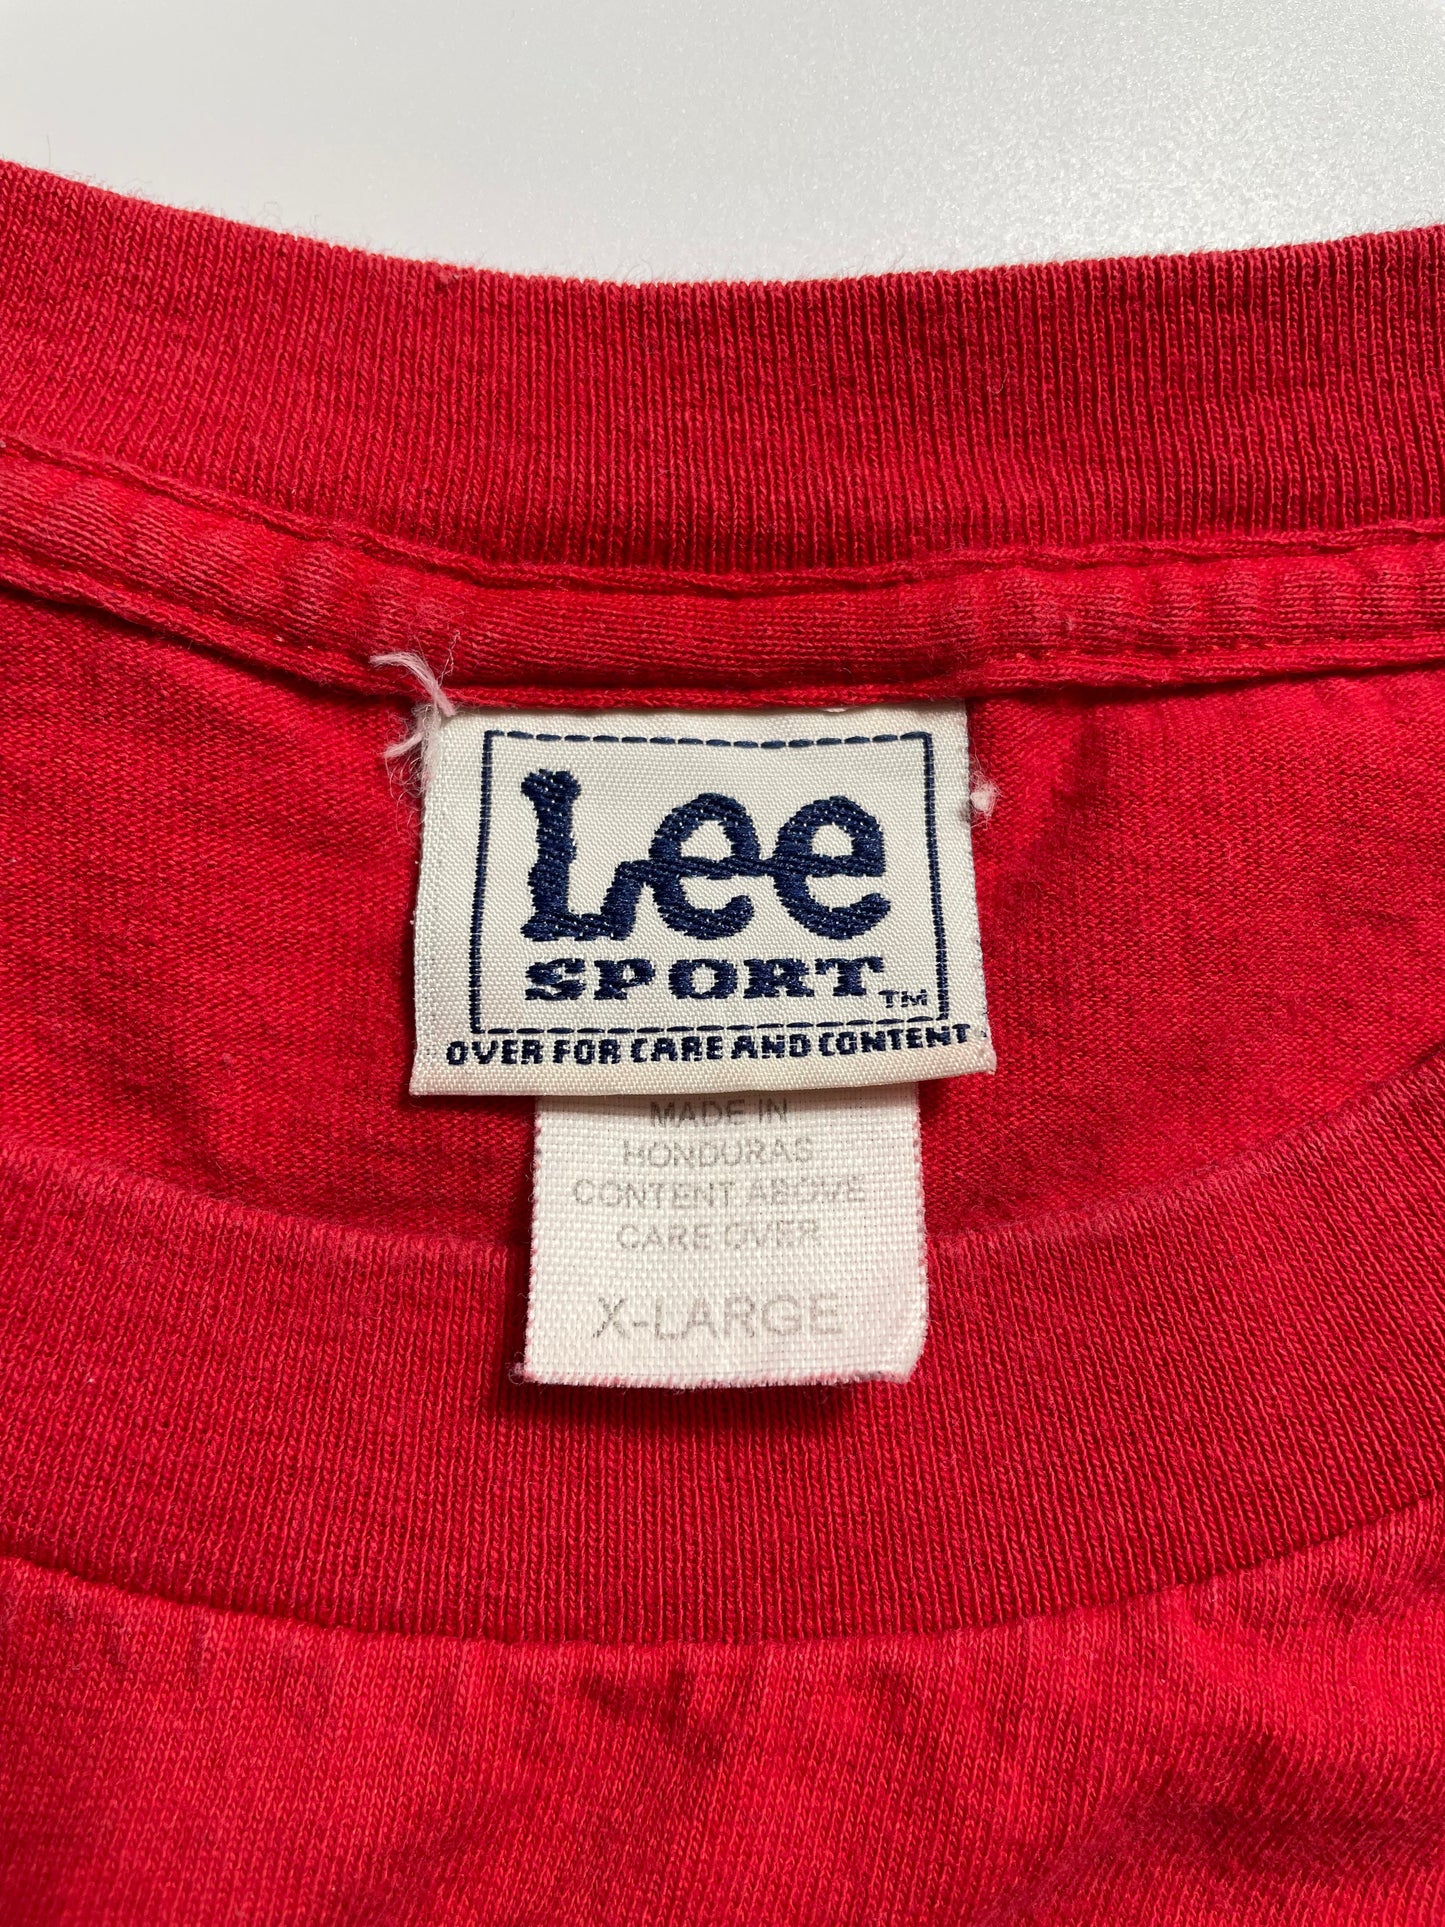 Lee
SPORT TM
OVER FOR CARE AND CONTENT
MADE IN
HONDURAS
CONTENT ABOVE
CARE OVER
X-LARGE